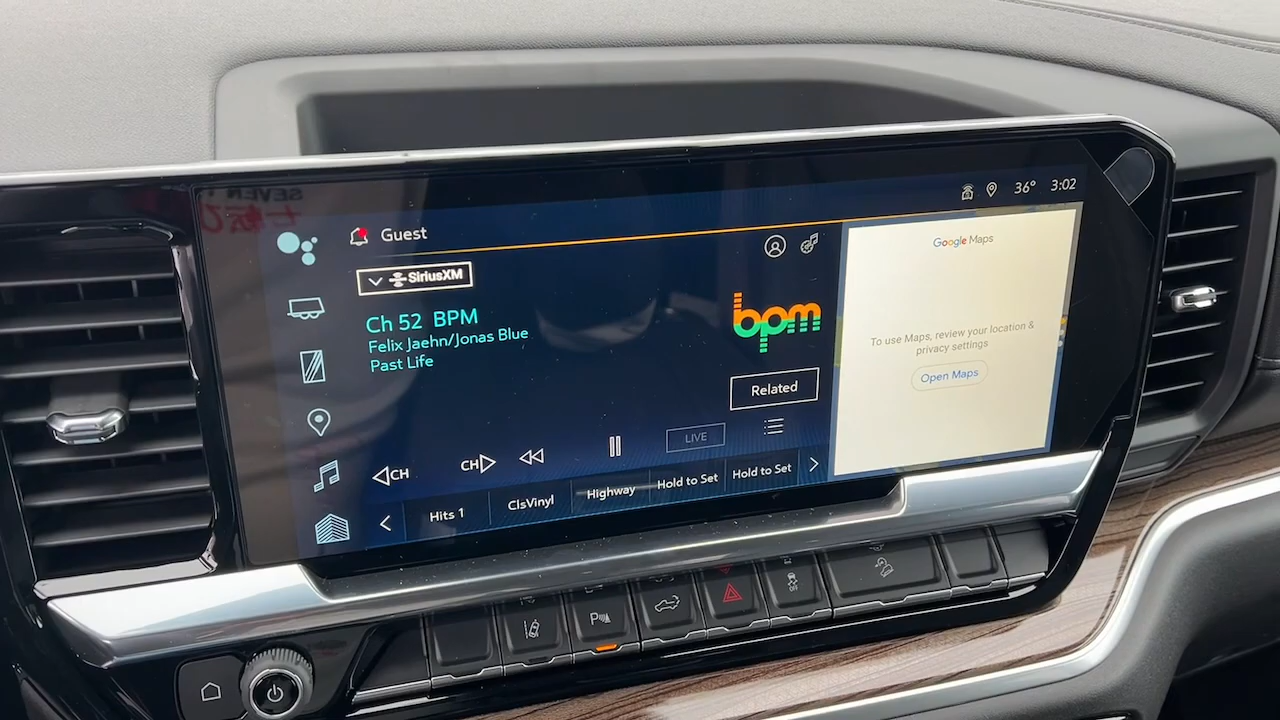 SEVEN
36° 3:02
Guest
SiriusXM
Ch 52 BPM
Felix Jaehn/Jonas Blue
Past Life
bpm
Related
CH
CH
LIVE
Hits 1
ClsVinyl
Highway
Hold to Set
Hold to Set
Google Maps
To use Maps, review your location &
privacy settings
Open Maps
P
OFF